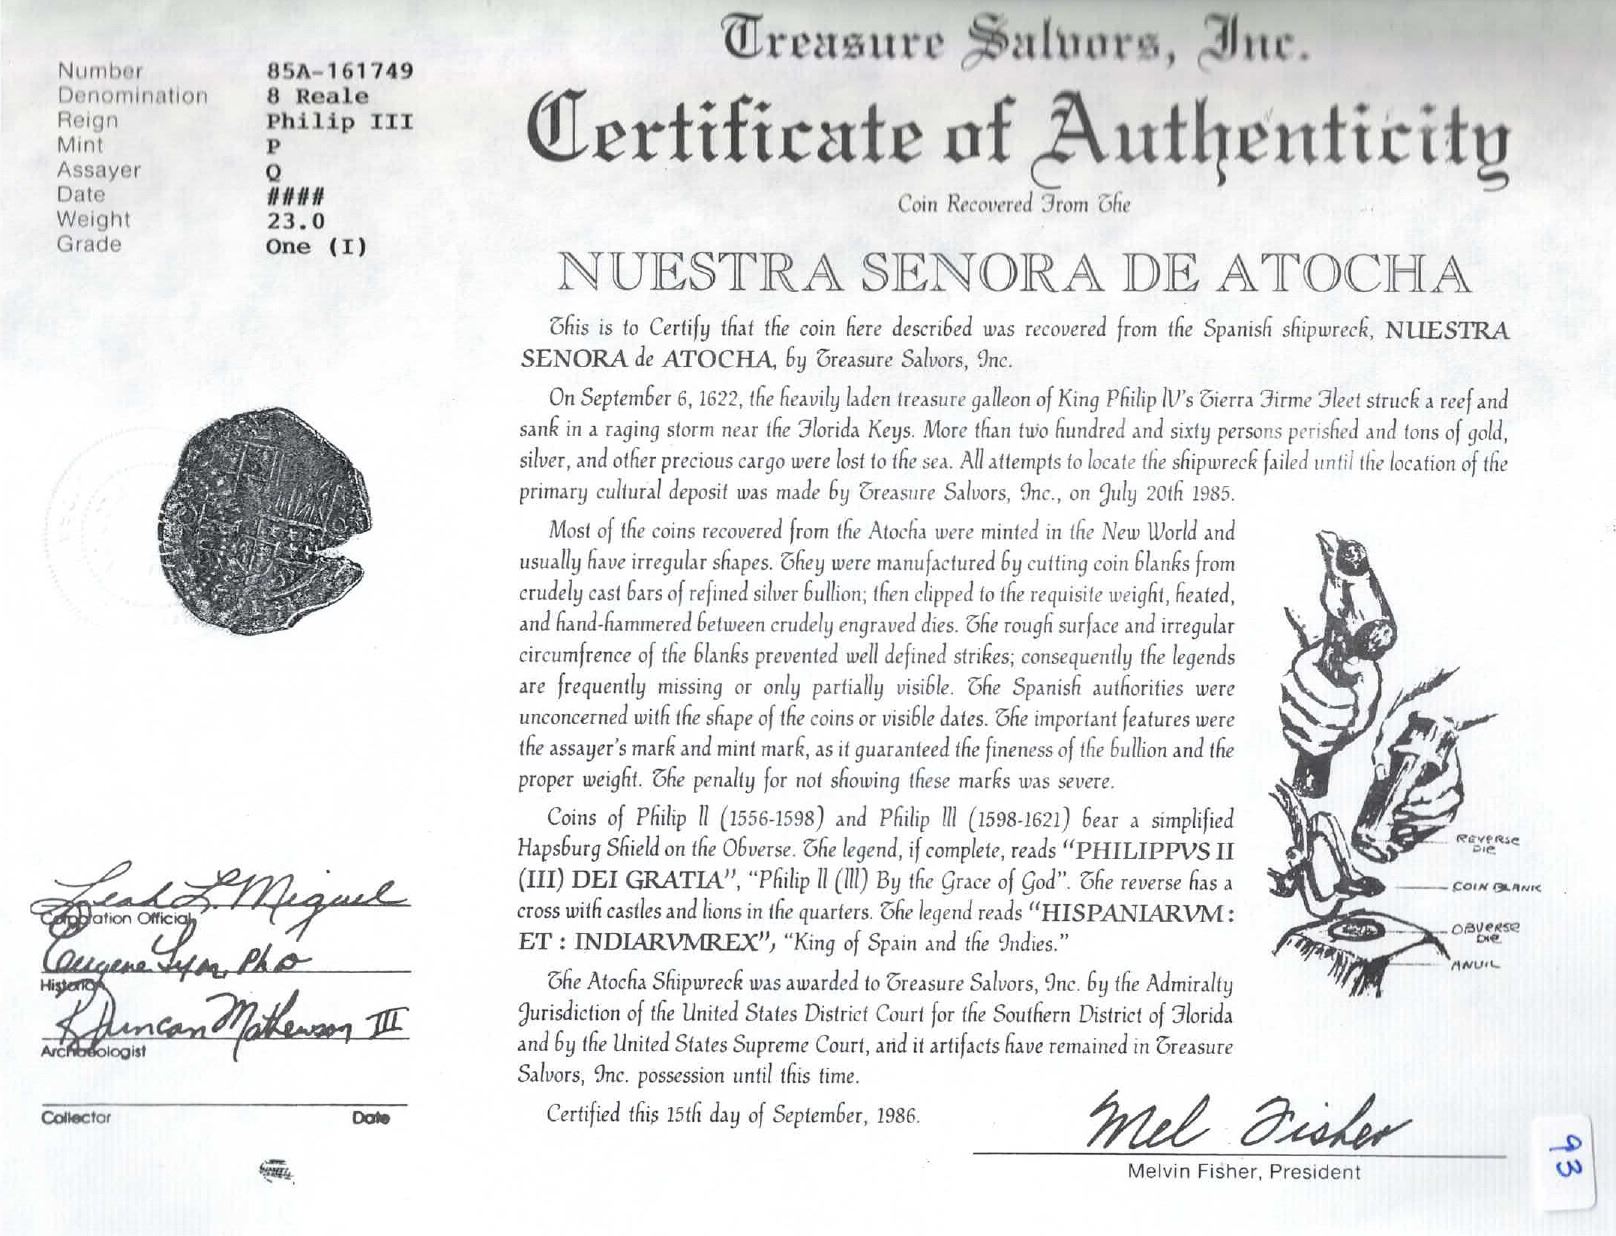 Number 85A-161749
Denomination 8 Reale
Reign Philip III
Mint P
Assayer Q
Date ####
Weight 23.0
Grade One (I)
Treasure Salvors, Inc.
Certificate of Authenticity
Coin Recovered From The
NUESTRA SENORA DE ATOCHA
This is to Certify that the coin here described was recovered from the Spanish shipwreck, NUESTRA
SENORA de ATOCHA, by Treasure Salvors, Inc.
On September 6, 1622, the heavily laden treasure galleon of King Philip IV's Tierra Firme Fleet struck a reef and
sank in a raging storm near the Florida Keys. More than two hundred and sixty persons perished and tons of gold,
silver, and other precious cargo were lost to the sea. All attempts to locate the shipwreck failed until the location of the
primary cultural deposit was made by Treasure Salvors, Inc., on July 20th 1985.
Most of the coins recovered from the Atocha were minted in the New World and
usually have irregular shapes. They were manufactured by cutting coin blanks from
crudely cast bars of refined silver bullion; then clipped to the requisite weight, heated,
and hand-hammered between crudely engraved dies. The rough surface and irregular
circumfrence of the blanks prevented well defined strikes; consequently the legends
are frequently missing or only partially visible. The Spanish authorities were
unconcerned with the shape of the coins or visible dates. The important features were
the assayer's mark and mint mark, as it guaranteed the fineness of the bullion and the
proper weight. The penalty for not showing these marks was severe.
Coins of Philip II (1556-1598) and Philip III (1598-1621) bear a simplified
Hapsburg Shield on the Obverse. The legend, if complete, reads "PHILIPPVS II
(III) DEI GRATIA", "Philip II (III) By the Grace of God". The reverse has a
cross with castles and lions in the quarters. The legend reads "HISPANIARVM :
ET : INDIARVMREX", "King of Spain and the Indies."
The Atocha Shipwreck was awarded to Treasure Salvors, Inc. by the Admiralty
Jurisdiction of the United States District Court for the Southern District of Florida
and by the United States Supreme Court, and it artifacts have remained in Treasure
Salvors, Inc. possession until this time.
Certified this 15th day of September, 1986.
REVERSE
DIE
COIN BLANK
OBVERSE
DIE
ANVIL
Leah L. Miguel
Corporation Official
Eugene Lyon, PhD
Historian
R Duncan Mathewson III
Archaeologist
Collector Date
Mel Fisher
Melvin Fisher, President
93